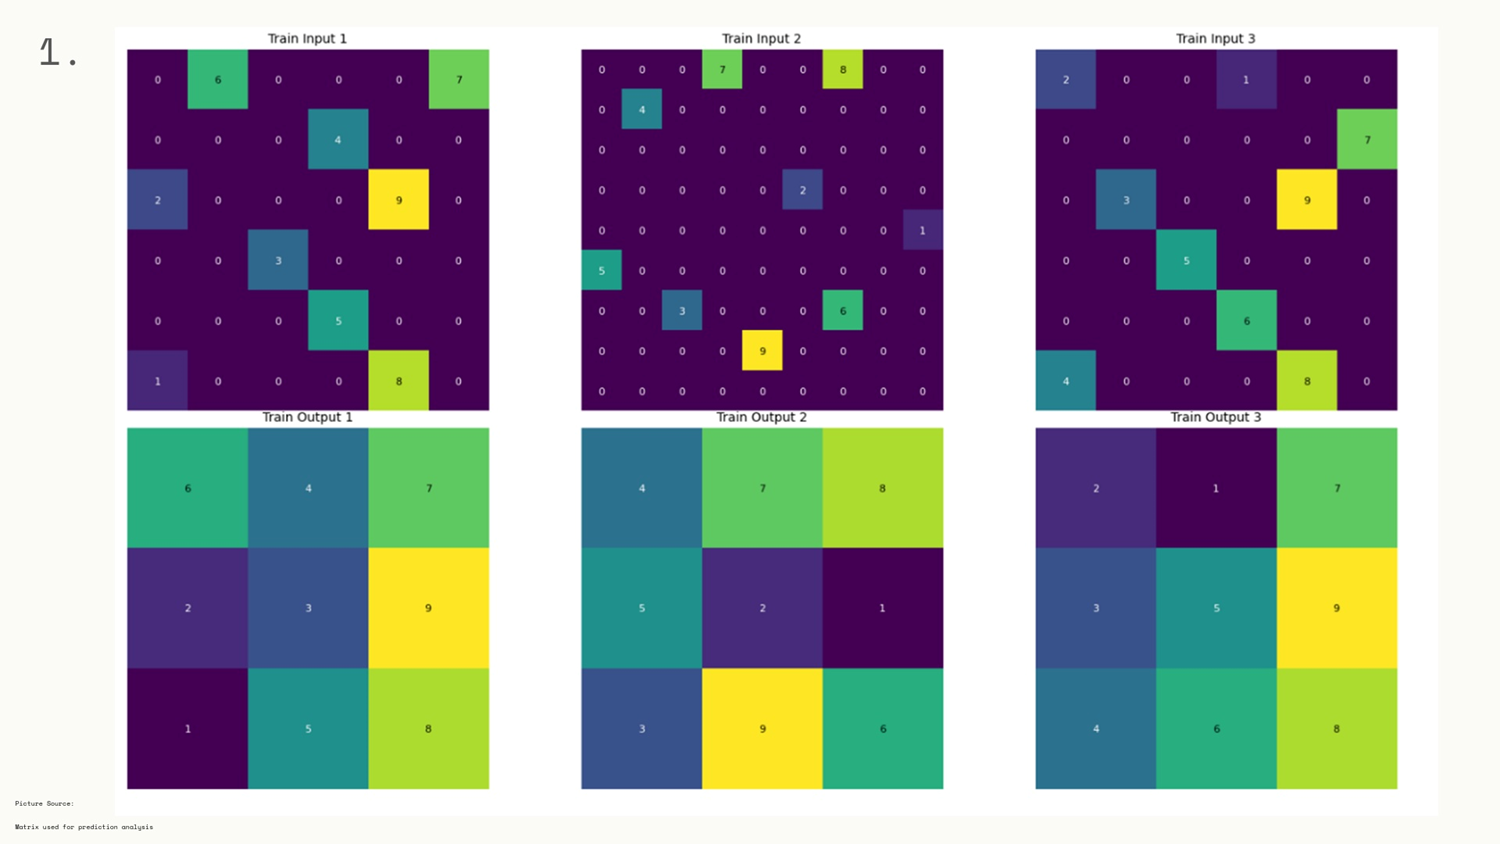 1.
Train Input 1 Train Input 2 Train Input 3
0 6 0 0 0 7 0 0 0 7 0 0 8 0 0 2 0 0 1 0 0
0 0 0 4 0 0 0 4 0 0 0 0 0 0 0 0 0 0 0 0 7
2 0 0 0 9 0 0 0 0 0 0 0 0 0 0 0 3 0 0 9 0
0 0 3 0 0 0 0 0 0 0 0 2 0 0 0 0 0 5 0 0 0
0 0 0 5 0 0 0 0 0 0 0 0 0 0 1 0 0 0 6 0 0
1 0 0 0 8 0 5 0 0 0 0 0 0 0 0 4 0 0 0 8 0
0 0 3 0 0 0 6 0 0
0 0 0 0 9 0 0 0 0
0 0 0 0 0 0 0 0 0
Train Output 1 Train Output 2 Train Output 3
6 4 7 4 7 8 2 1 7
2 3 9 5 2 1 3 5 9
1 5 8 3 9 6 4 6 8
Picture Source:
Matrix used for prediction analysis